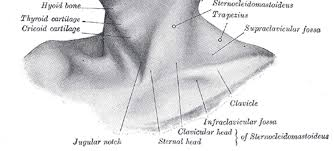 Hyoid bone
Thyroid cartilage
Cricoid cartilage
Sternocleidomastoideus
Trapezius
Supraclavicular fossa
Clavicle
Infraclavicular fossa
Clavicular head
Sternal head
} of Sternocleidomastoideus
Jugular notch